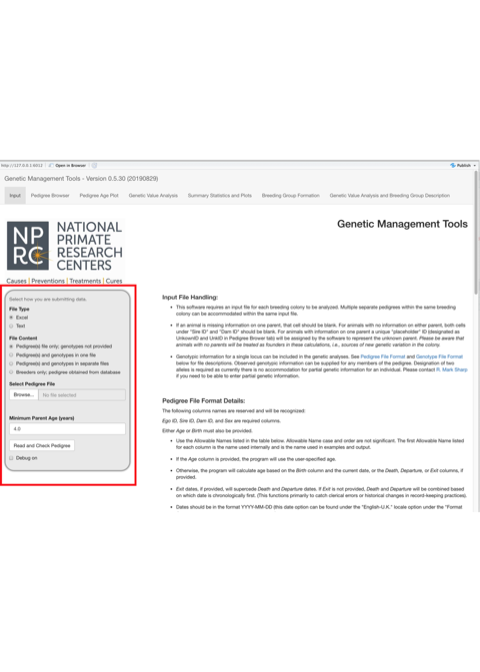 http://127.0.0.1:6012 Open in Browser Publish
Genetic Management Tools - Version 0.5.30 (20190829)
Input Pedigree Browser Pedigree Age Plot Genetic Value Analysis Summary Statistics and Plots Breeding Group Formation Genetic Value Analysis and Breeding Group Description
Genetic Management Tools
NP
RC
NATIONAL
PRIMATE
RESEARCH
CENTERS
Causes | Preventions | Treatments | Cures
Select how you are submitting data.
File Type
Excel
Text
File Content
Pedigree(s) file only; genotypes not provided
Pedigree(s) and genotypes in one file
Pedigree(s) and genotypes in separate files
Breeders only; pedigree obtained from database
Select Pedigree File
Browse... No file selected
Minimum Parent Age (years)
4.0
Read and Check Pedigree
Debug on
Input File Handling:
• This software requires an input file for each breeding colony to be analyzed. Multiple separate pedigrees within the same breeding
colony can be accommodated within the same input file.
• If an animal is missing information on one parent, that cell should be blank. For animals with no information on either parent, both cells
under "Sire ID" and "Dam ID" should be blank. For animals with information on one parent a unique "placeholder" ID (designated as
UnknownID and UnkID in Pedigree Browser tab) will be assigned by the software to represent the unknown parent. Please be aware that
animals with no parents will be treated as founders in these calculations, i.e., sources of new genetic variation in the colony
• Genotypic information for a single locus can be included in the genetic analyses. See Pedigree File Format and Genotype File Format
below for file descriptions. Observed genotypic information can be supplied for any members of the pedigree. Designation of two
alleles is required as currently there is no accommodation for partial genetic information for an individual. Please contact R. Mark Sharp
if you need to be able to enter partial genetic information.
Pedigree File Format Details:
The following columns names are reserved and will be recognized:
Ego ID, Sire ID, Dam ID, and Sex are required columns.
Either Age or Birth must also be provided.
• Use the Allowable Names listed in the table below. Allowable Name case and order are not significant. The first Allowable Name listed
for each column is the name used internally and is the name used in examples and output.
• If the Age column is provided, the program will use the user-specified age.
• Otherwise, the program will calculate age based on the Birth column and the current date, or the Death, Departure, or Exit columns, if
provided.
• Exit dates, if provided, will supercede Death and Departure dates. If Exit is not provided, Death and Departure will be combined based
on which date is chronologically first. (This functions primarily to catch clerical errors or historical changes in record-keeping practices).
• Dates should be in the format YYYY-MM-DD (this date option can be found under the "English-U.K." locale option under the "Format